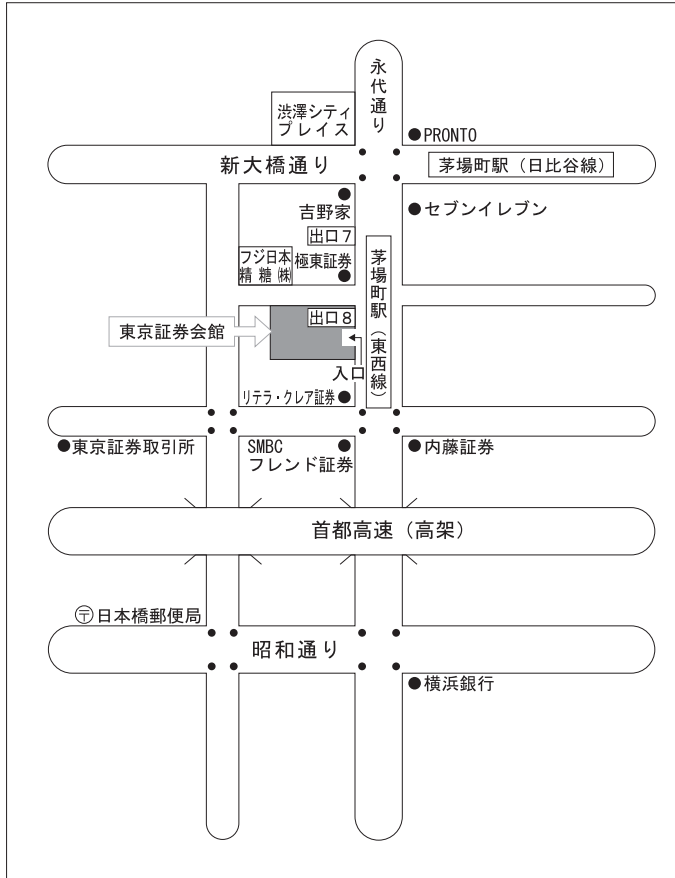 永代通り
渋澤シティ
プレイス
●PRONTO
新大橋通り
茅場町駅（日比谷線）
吉野家
●セブンイレブン
出口7
フジ日本
精糖㈱
極東証券
茅場町駅（東西線）
出口8
東京証券会館
入口
リテラ・クレア証券●
●東京証券取引所
SMBC
フレンド証券
●内藤証券
首都高速（高架）
〶日本橋郵便局
昭和通り
●横浜銀行